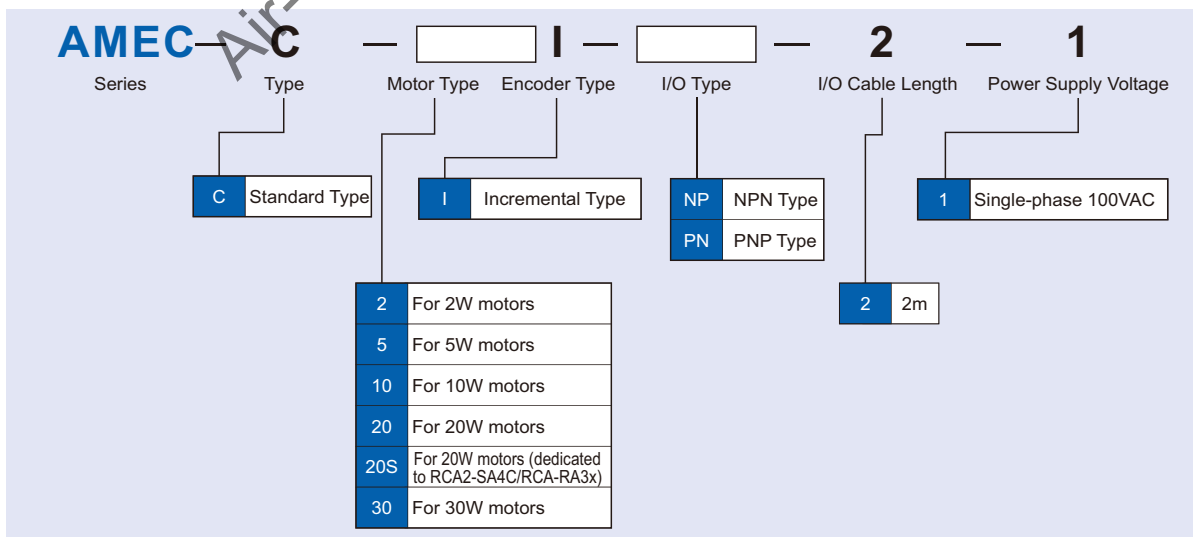 AMEC — C — I — — 2 — 1
Series Type Motor Type Encoder Type I/O Type I/O Cable Length Power Supply Voltage
C Standard Type
I Incremental Type
NP NPN Type
PN PNP Type
1 Single-phase 100VAC
2 2m
2 For 2W motors
5 For 5W motors
10 For 10W motors
20 For 20W motors
20S For 20W motors (dedicated
to RCA2-SA4C/RCA-RA3x)
30 For 30W motors